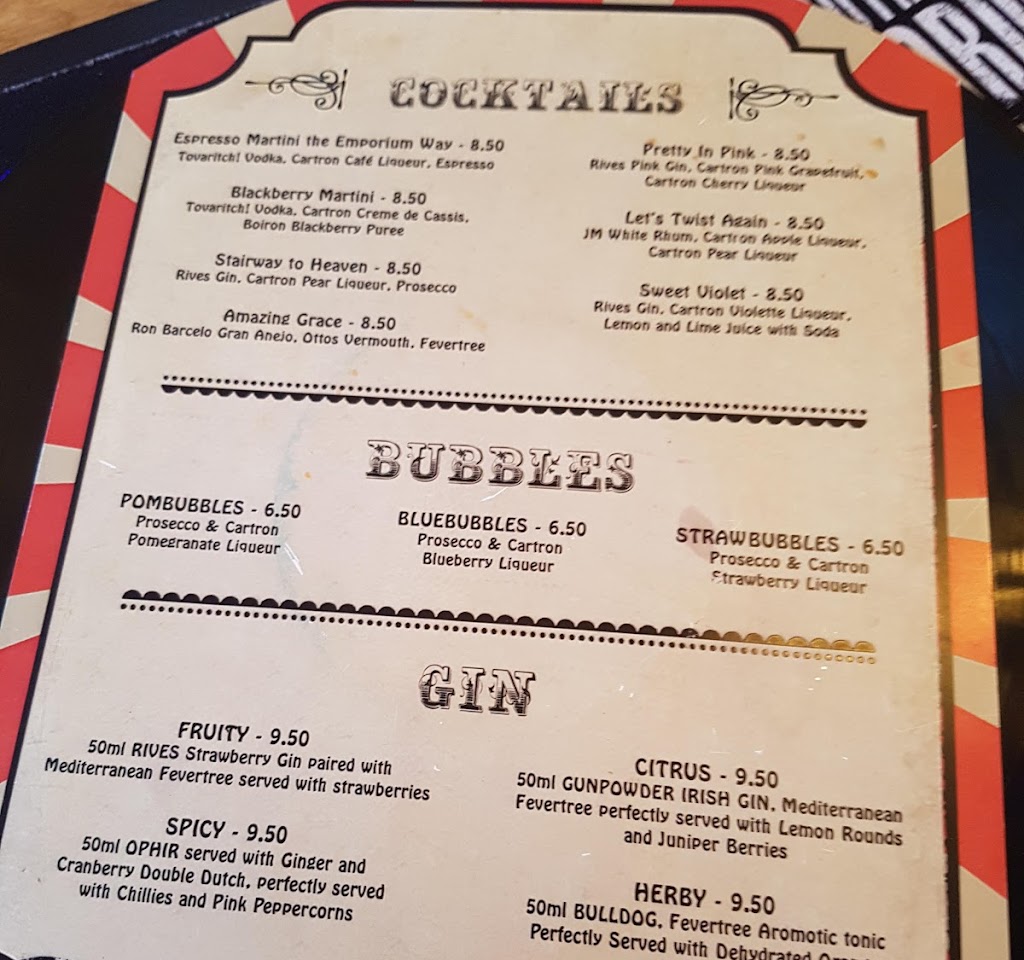 COCKTAILS
Espresso Martini the Emporium Way - 8.50
Tovaritch! Vodka, Cartron Café Liqueur, Espresso
Blackberry Martini - 8.50
Tovaritch! Vodka, Cartron Creme de Cassis,
Boiron Blackberry Puree
Stairway to Heaven - 8.50
Rives Gin, Cartron Pear Liqueur, Prosecco
Amazing Grace - 8.50
Ron Barcelo Gran Anejo, Ottos Vermouth, Fevertree
Pretty In Pink - 8.50
Rives Pink Gin, Cartron Pink Grapefruit,
Cartron Cherry Liqueur
Let's Twist Again - 8.50
JM White Rhum, Cartron Apple Liqueur,
Cartron Pear Liqueur
Sweet Violet - 8.50
Rives Gin, Cartron Violette Liqueur,
Lemon and Lime Juice with Soda
BUBBLES
POMBUBBLES - 6.50
Prosecco & Cartron
Pomegranate Liqueur
BLUEBUBBLES - 6.50
Prosecco & Cartron
Blueberry Liqueur
STRAWBUBBLES - 6.50
Prosecco & Cartron
Strawberry Liqueur
GIN
FRUITY - 9.50
50ml RIVES Strawberry Gin paired with
Mediterranean Fevertree served with strawberries
SPICY - 9.50
50ml OPHIR served with Ginger and
Cranberry Double Dutch, perfectly served
with Chillies and Pink Peppercorns
CITRUS - 9.50
50ml GUNPOWDER IRISH GIN, Mediterranean
Fevertree perfectly served with Lemon Rounds
and Juniper Berries
HERBY - 9.50
50ml BULLDOG, Fevertree Aromotic tonic
Perfectly Served with Dehydrated